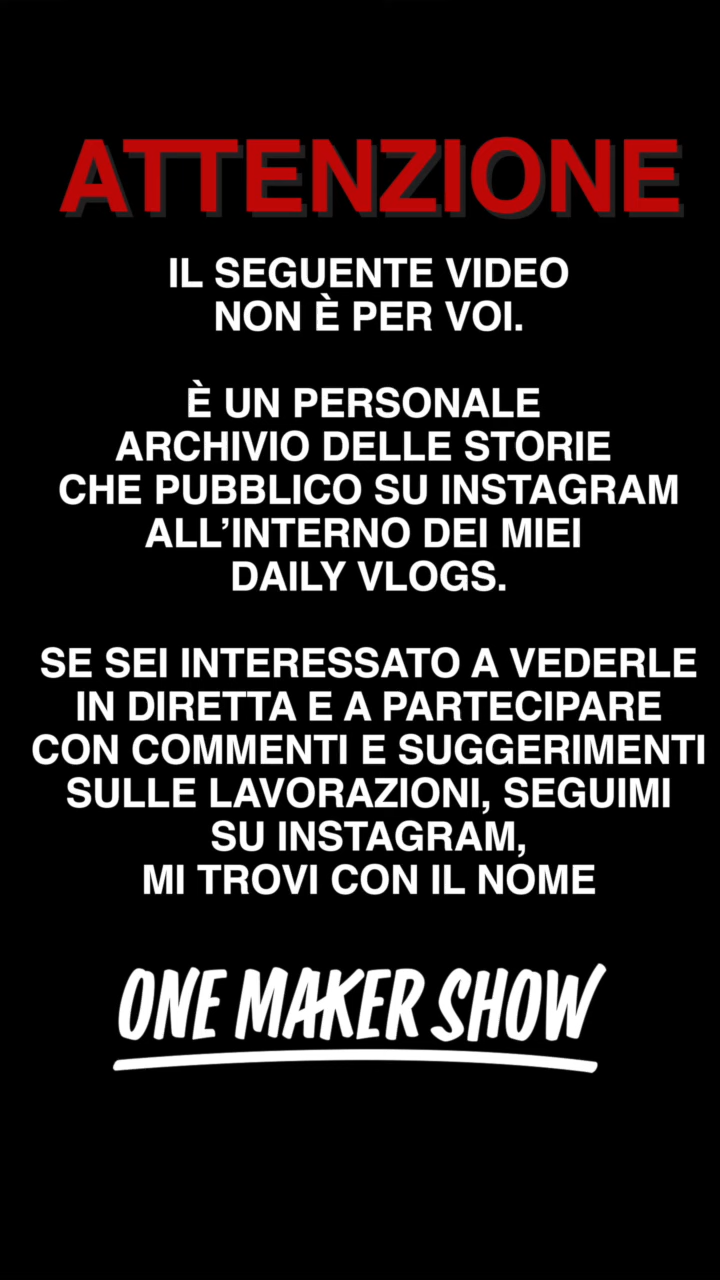 ATTENZIONE
IL SEGUENTE VIDEO
NON È PER VOI.
È UN PERSONALE
ARCHIVIO DELLE STORIE
CHE PUBBLICO SU INSTAGRAM
ALL’INTERNO DEI MIEI
DAILY VLOGS.
SE SEI INTERESSATO A VEDERLE
IN DIRETTA E A PARTECIPARE
CON COMMENTI E SUGGERIMENTI
SULLE LAVORAZIONI, SEGUIMI
SU INSTAGRAM,
MI TROVI CON IL NOME
ONE MAKER SHOW